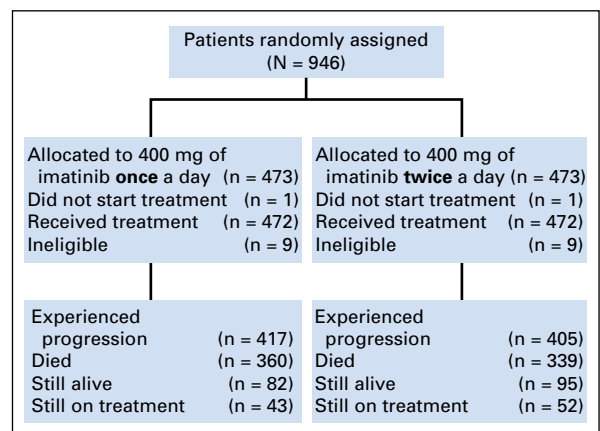 Patients randomly assigned
(N = 946)
Allocated to 400 mg of
imatinib once a day (n = 473)
Did not start treatment (n = 1)
Received treatment (n = 472)
Ineligible (n = 9)
Allocated to 400 mg of
imatinib twice a day (n = 473)
Did not start treatment (n = 1)
Received treatment (n = 472)
Ineligible (n = 9)
Experienced
progression (n = 417)
Died (n = 360)
Still alive (n = 82)
Still on treatment (n = 43)
Experienced
progression (n = 405)
Died (n = 339)
Still alive (n = 95)
Still on treatment (n = 52)